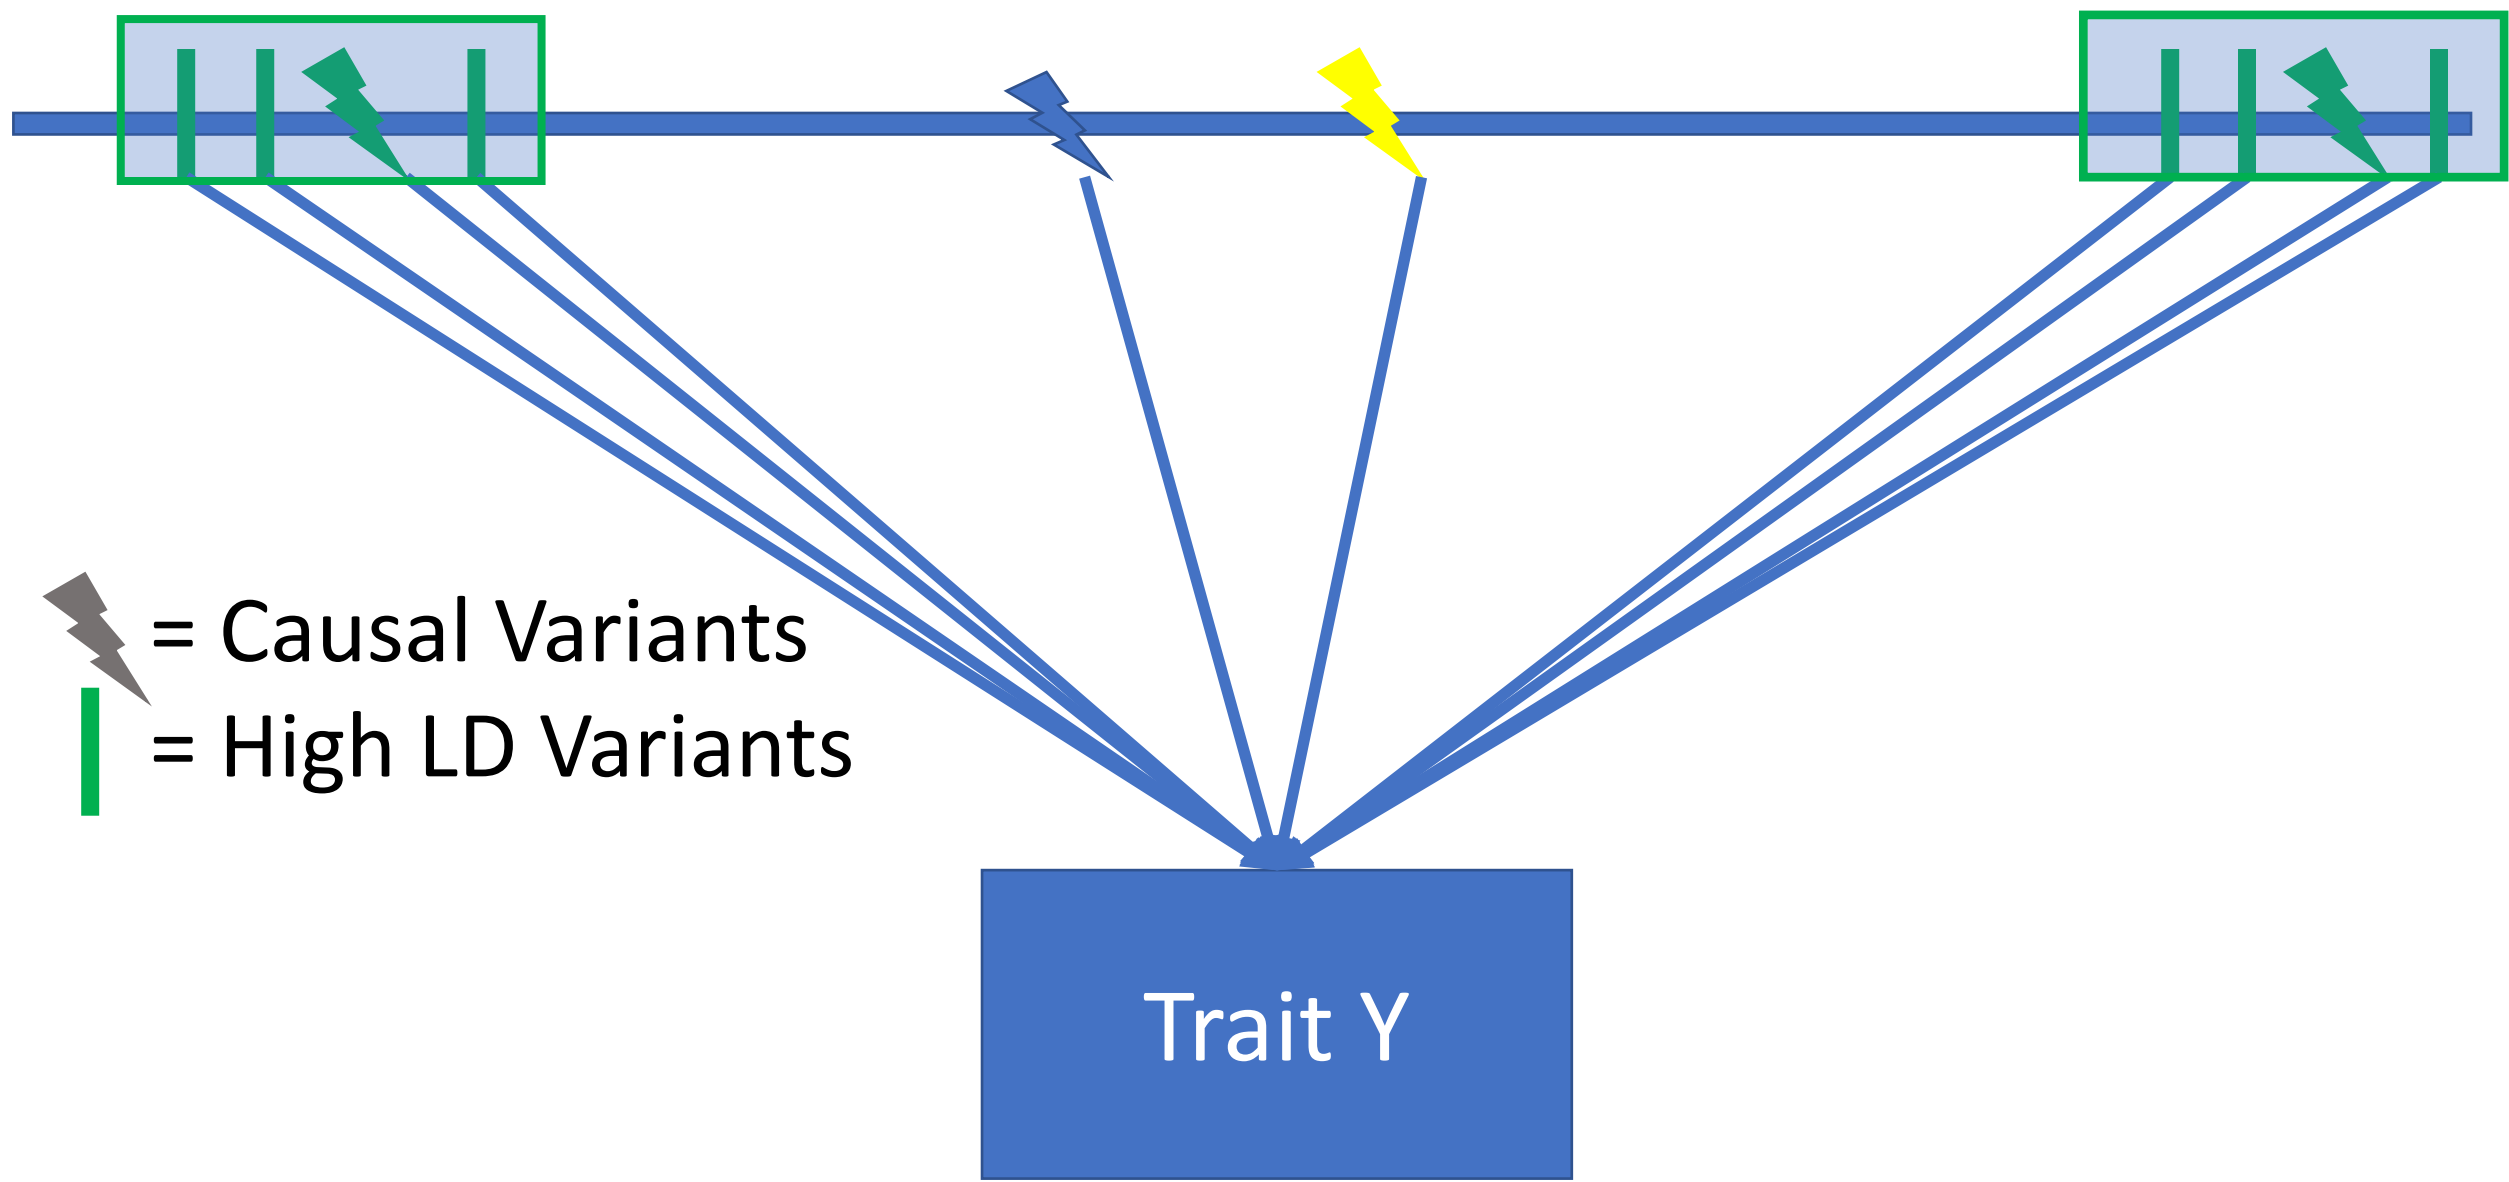 = Causal Variants
= High LD Variants
Trait Y